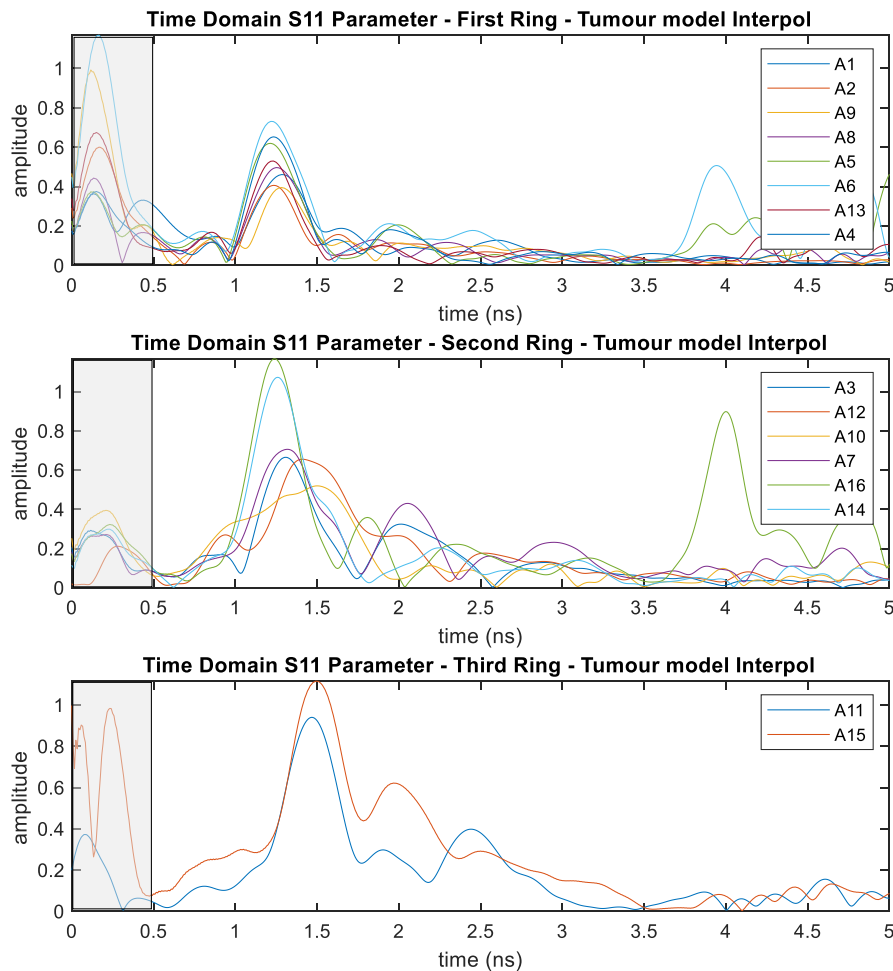 Time Domain S11 Parameter - First Ring - Tumour model Interpol
1
0.8
0.6
0.4
0.2
0
amplitude
A1
A2
A9
A8
A5
A6
A13
A4
0 0.5 1 1.5 2 2.5 3 3.5 4 4.5 5
time (ns)
Time Domain S11 Parameter - Second Ring - Tumour model Interpol
1
0.8
0.6
0.4
0.2
0
amplitude
A3
A12
A10
A7
A16
A14
0 0.5 1 1.5 2 2.5 3 3.5 4 4.5 5
time (ns)
Time Domain S11 Parameter - Third Ring - Tumour model Interpol
1
0.8
0.6
0.4
0.2
0
amplitude
A11
A15
0 0.5 1 1.5 2 2.5 3 3.5 4 4.5 5
time (ns)